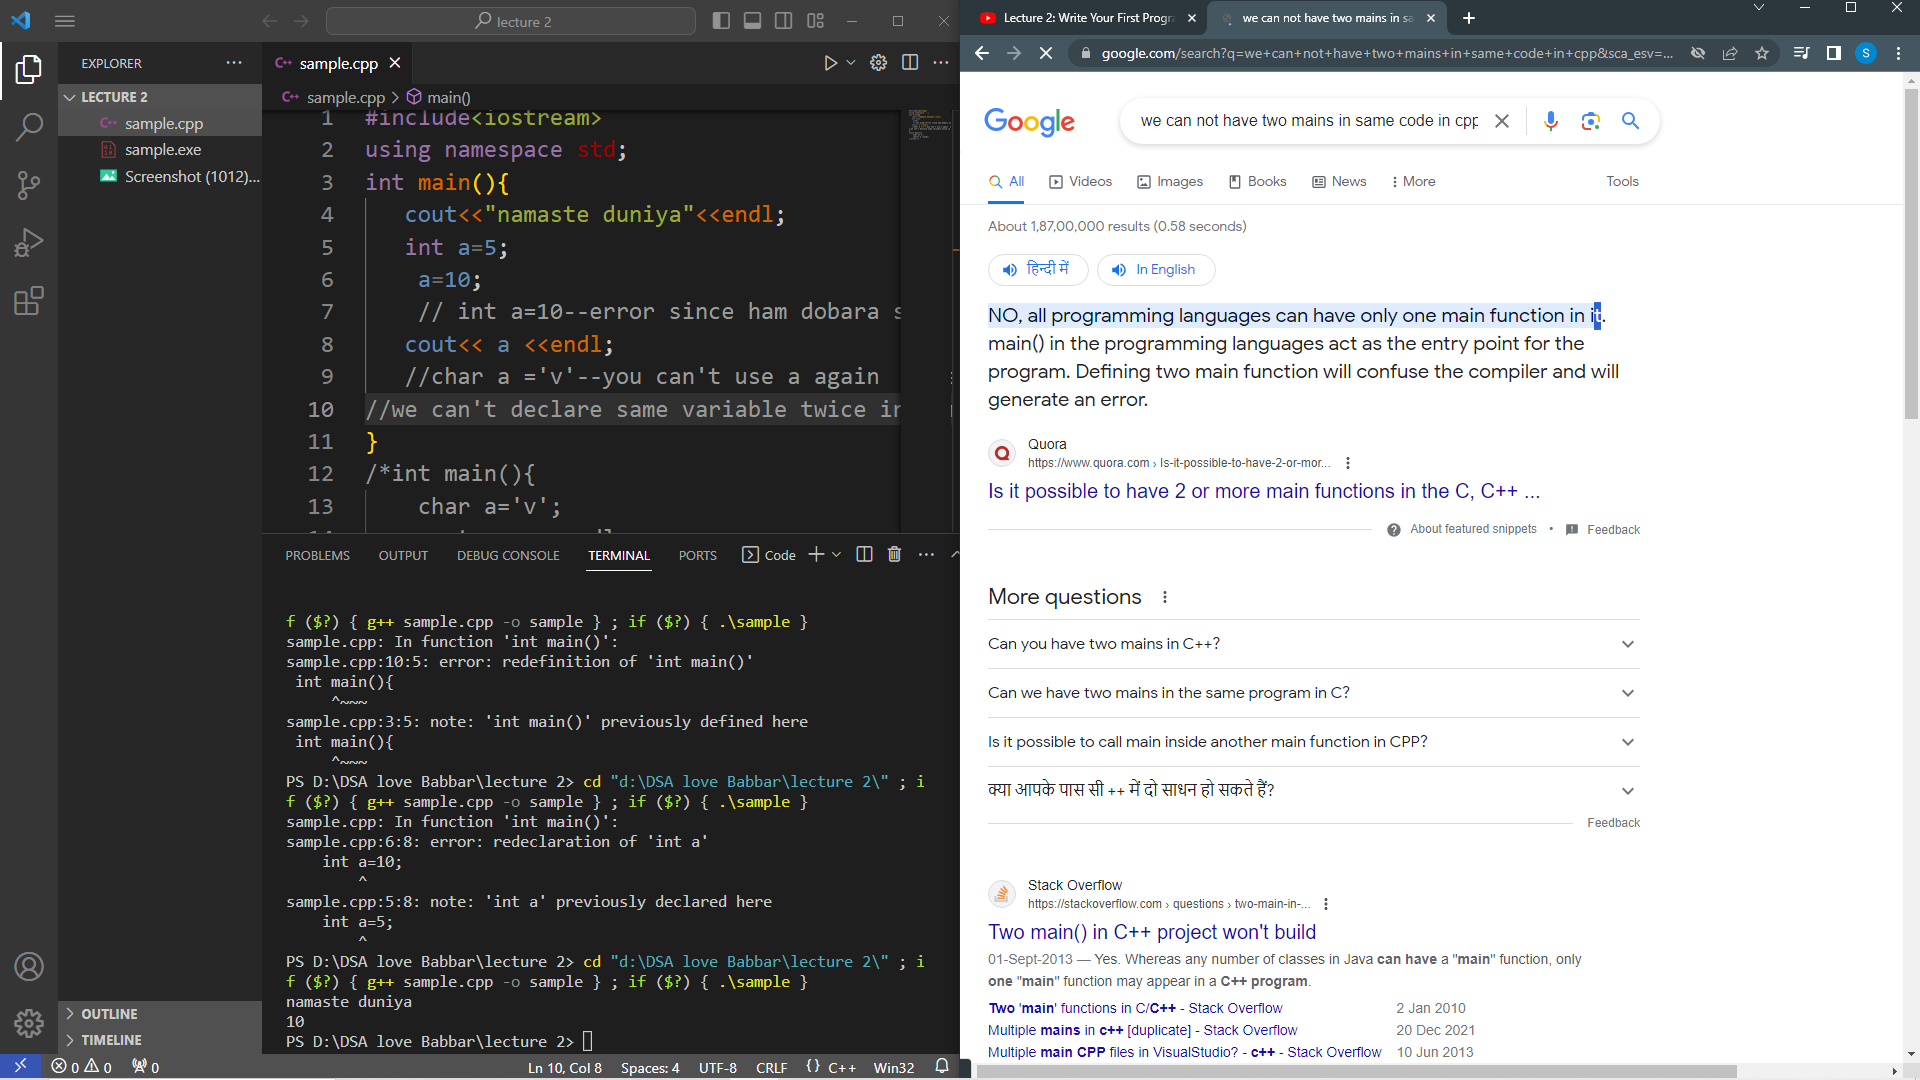 lecture 2
EXPLORER
LECTURE 2
sample.cpp
sample.exe
Screenshot (1012)...
OUTLINE
TIMELINE
sample.cpp
sample.cpp > main()
1 #include<iostream>
2 using namespace std;
3 int main(){
4 cout<<"namaste duniya"<<endl;
5 int a=5;
6 a=10;
7 // int a=10--error since ham dobara s
8 cout<< a <<endl;
9 //char a ='v'--you can't use a again
10 //we can't declare same variable twice in
11 }
12 /*int main(){
13 char a='v';
PROBLEMS OUTPUT DEBUG CONSOLE TERMINAL PORTS Code
f ($?) { g++ sample.cpp -o sample } ; if ($?) { .\sample }
sample.cpp: In function 'int main()':
sample.cpp:10:5: error: redefinition of 'int main()'
int main(){
^~~~
sample.cpp:3:5: note: 'int main()' previously defined here
int main(){
^~~~
PS D:\DSA love Babbar\lecture 2> cd "d:\DSA love Babbar\lecture 2\" ; i
f ($?) { g++ sample.cpp -o sample } ; if ($?) { .\sample }
sample.cpp: In function 'int main()':
sample.cpp:6:8: error: redeclaration of 'int a'
int a=10;
^
sample.cpp:5:8: note: 'int a' previously declared here
int a=5;
^
PS D:\DSA love Babbar\lecture 2> cd "d:\DSA love Babbar\lecture 2\" ; i
f ($?) { g++ sample.cpp -o sample } ; if ($?) { .\sample }
namaste duniya
10
PS D:\DSA love Babbar\lecture 2>
0 0 0 Ln 10, Col 8 Spaces: 4 UTF-8 CRLF {} C++ Win32
Lecture 2: Write Your First Progra
we can not have two mains in sa
google.com/search?q=we+can+not+have+two+mains+in+same+code+in+cpp&sca_esv=...
S
Google
we can not have two mains in same code in cpp
All Videos Images Books News More Tools
About 1,87,00,000 results (0.58 seconds)
हिन्दी में In English
NO, all programming languages can have only one main function in it.
main() in the programming languages act as the entry point for the
program. Defining two main function will confuse the compiler and will
generate an error.
Quora
https://www.quora.com › Is-it-possible-to-have-2-or-mor...
Is it possible to have 2 or more main functions in the C, C++ ...
About featured snippets • Feedback
More questions
Can you have two mains in C++?
Can we have two mains in the same program in C?
Is it possible to call main inside another main function in CPP?
क्या आपके पास सी ++ में दो साधन हो सकते हैं?
Feedback
Stack Overflow
https://stackoverflow.com › questions › two-main-in-...
Two main() in C++ project won't build
01-Sept-2013 — Yes. Whereas any number of classes in Java can have a "main" function, only
one "main" function may appear in a C++ program.
Two 'main' functions in C/C++ - Stack Overflow 2 Jan 2010
Multiple mains in c++ [duplicate] - Stack Overflow 20 Dec 2021
Multiple main CPP files in VisualStudio? - c++ - Stack Overflow 10 Jun 2013